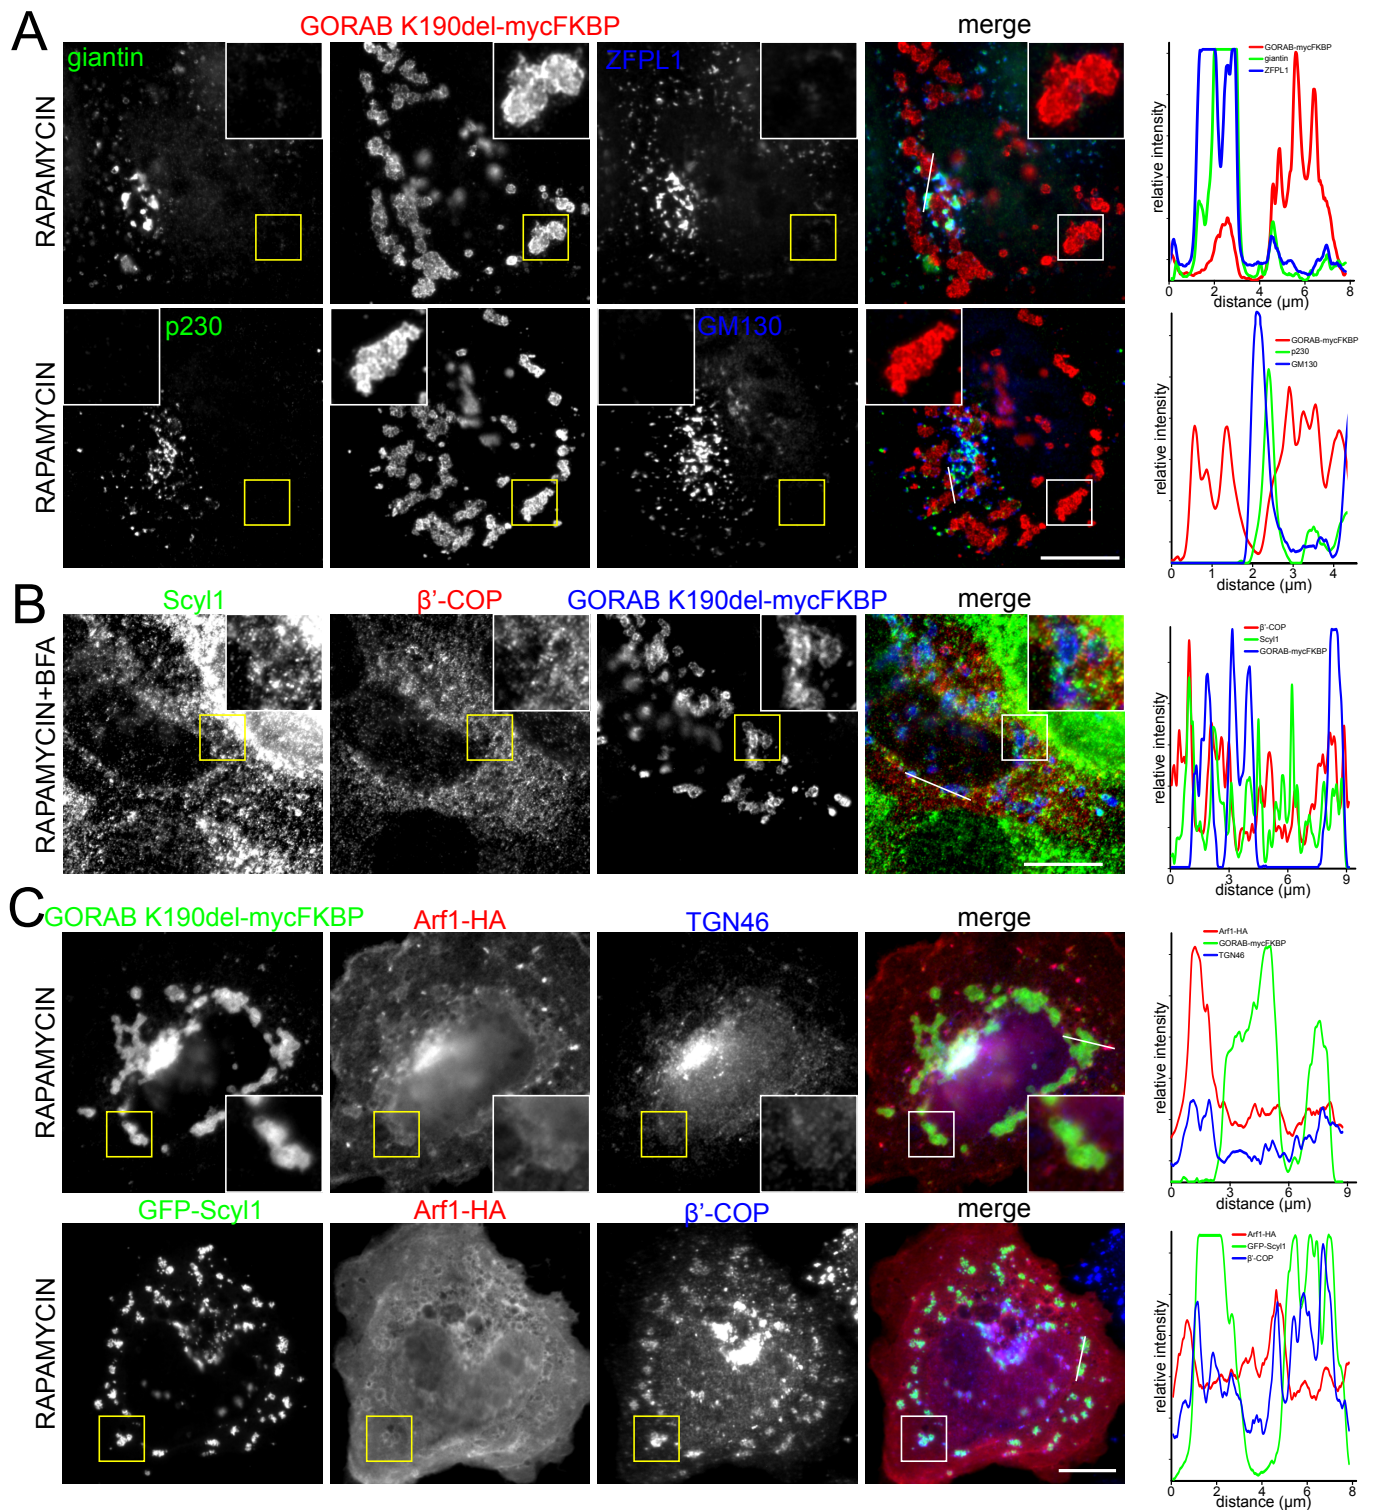 A
GORAB K190del-mycFKBP
merge
giantin
ZFPL1
RAPAMYCIN
GORAB-mycFKBP
giantin
ZFPL1
relative intensity
0 2 4 6 8
distance (µm)
p230
GM130
RAPAMYCIN
GORAB-mycFKBP
p230
GM130
relative intensity
0 1 2 3 4
distance (µm)
B
Scyl1
β'-COP
GORAB K190del-mycFKBP
merge
RAPAMYCIN+BFA
β'-COP
Scyl1
GORAB-mycFKBP
relative intensity
0 3 6 9
distance (µm)
C
GORAB K190del-mycFKBP
Arf1-HA
TGN46
merge
RAPAMYCIN
Arf1-HA
GORAB-mycFKBP
TGN46
relative intensity
0 3 6 9
distance (µm)
GFP-Scyl1
Arf1-HA
β'-COP
merge
RAPAMYCIN
Arf1-HA
GFP-Scyl1
β'-COP
relative intensity
0 2 4 6 8
distance (µm)